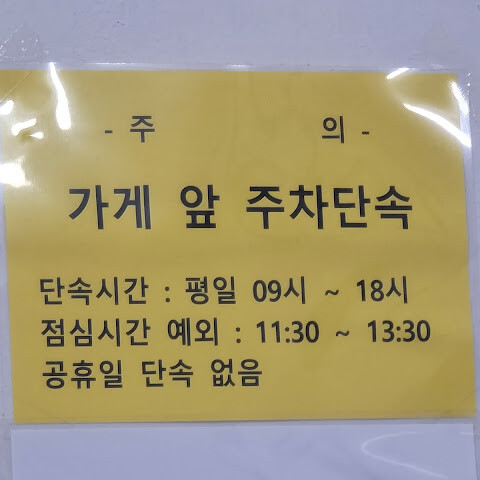 - 주 의 -
가게 앞 주차단속
단속시간 : 평일 09시 ~ 18시
점심시간 예외 : 11:30 ~ 13:30
공휴일 단속 없음